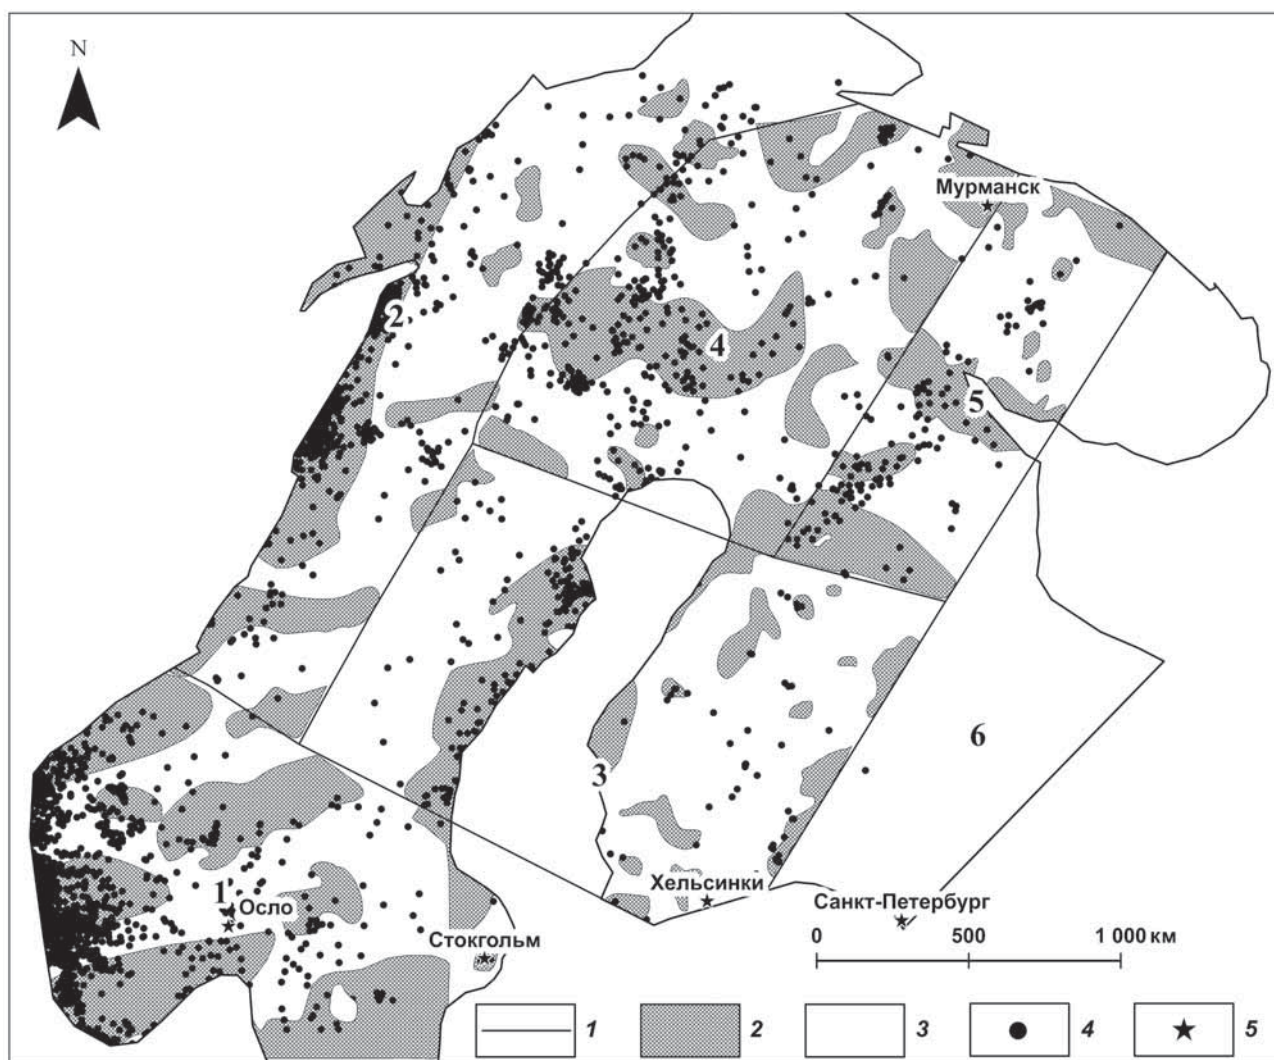 N
Мурманск
2
4
5
6
3
1
Осло
Хельсинки
Санкт-Петербург
Стокгольм
0 500 1 000 км
1 2 3 4 5